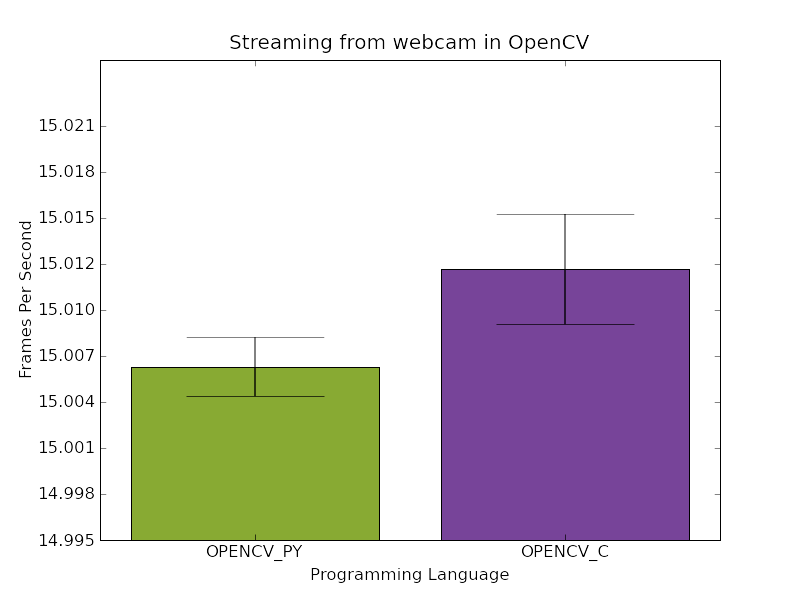 Streaming from webcam in OpenCV
Frames Per Second
15.021
15.018
15.015
15.012
15.010
15.007
15.004
15.001
14.998
14.995
OPENCV_PY OPENCV_C
Programming Language